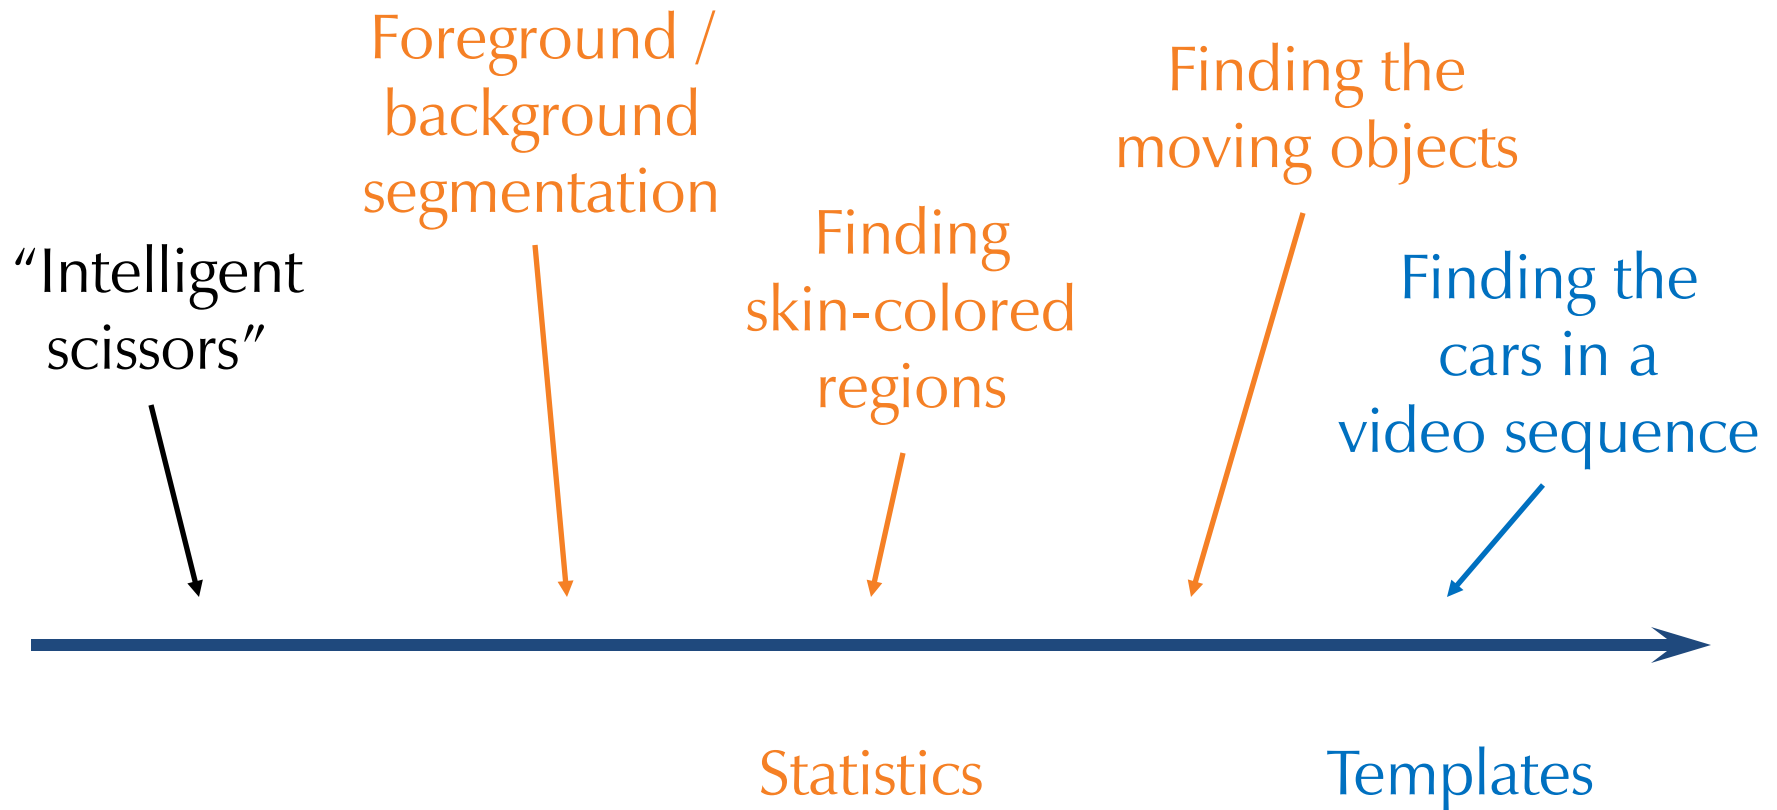 Foreground /
background
segmentation
Finding the
moving objects
Finding
skin-colored
regions
“Intelligent
scissors”
Finding the
cars in a
video sequence
Statistics
Templates